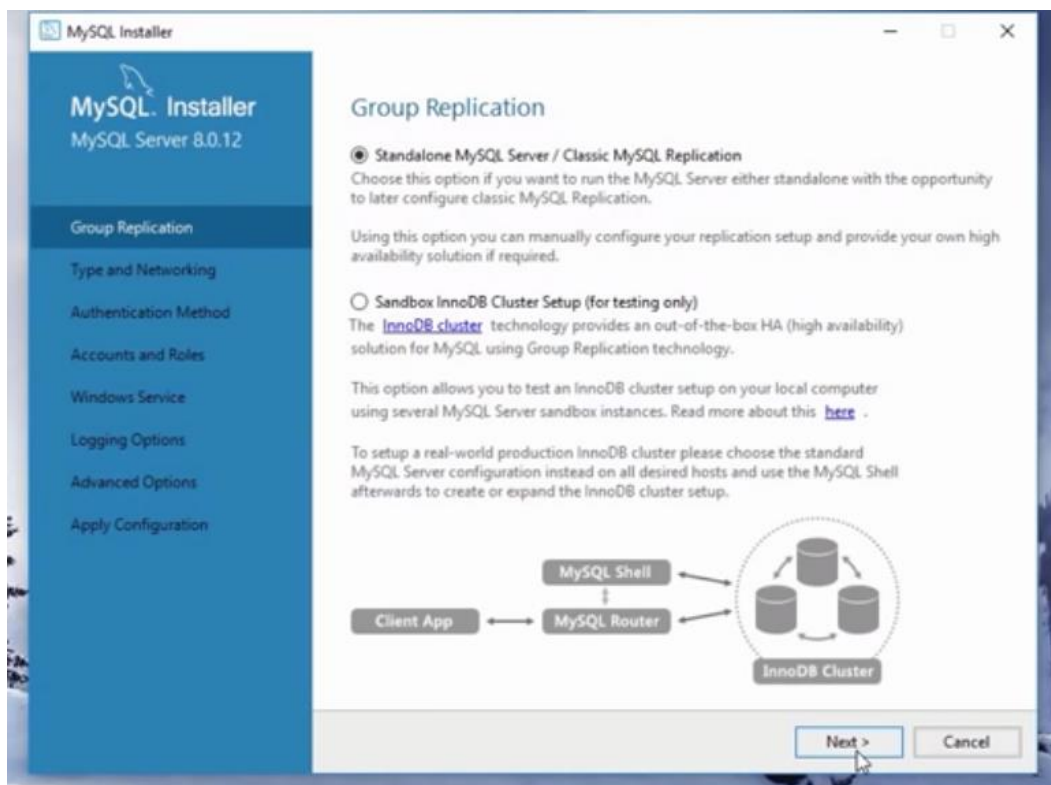 MySQL Installer
MySQL. Installer
MySQL Server 8.0.12
Group Replication
Type and Networking
Authentication Method
Accounts and Roles
Windows Service
Logging Options
Advanced Options
Apply Configuration
Group Replication
Standalone MySQL Server / Classic MySQL Replication
Choose this option if you want to run the MySQL Server either standalone with the opportunity
to later configure classic MySQL Replication.
Using this option you can manually configure your replication setup and provide your own high
availability solution if required.
Sandbox InnoDB Cluster Setup (for testing only)
The InnoDB cluster technology provides an out-of-the-box HA (high availability)
solution for MySQL using Group Replication technology.
This option allows you to test an InnoDB cluster setup on your local computer
using several MySQL Server sandbox instances. Read more about this here .
To setup a real-world production InnoDB cluster please choose the standard
MySQL Server configuration instead on all desired hosts and use the MySQL Shell
afterwards to create or expand the InnoDB cluster setup.
MySQL Shell
Client App
MySQL Router
InnoDB Cluster
Next >
Cancel